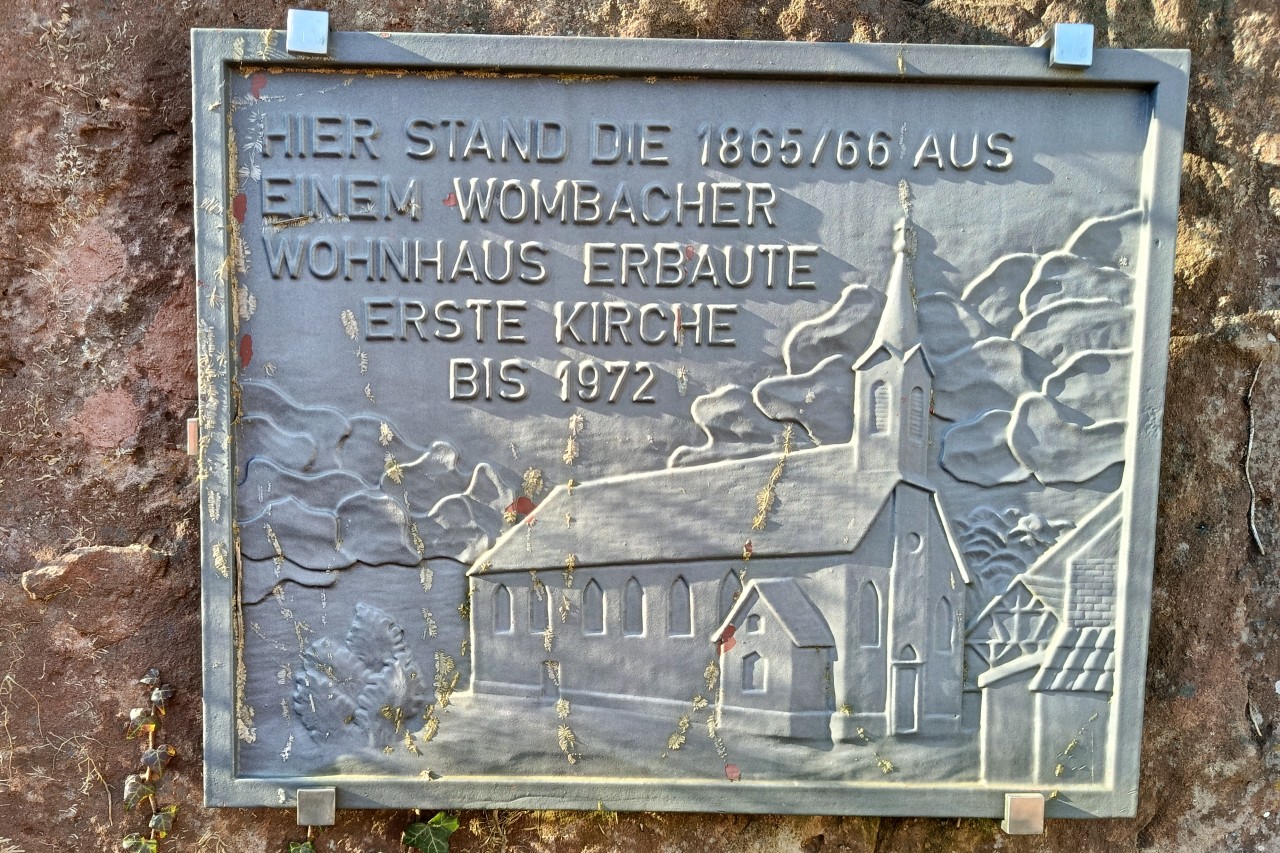 HIER STAND DIE 1865/66 AUS
EINEM WOMBACHER
WOHNHAUS ERBAUTE
ERSTE KIRCHE
BIS 1972